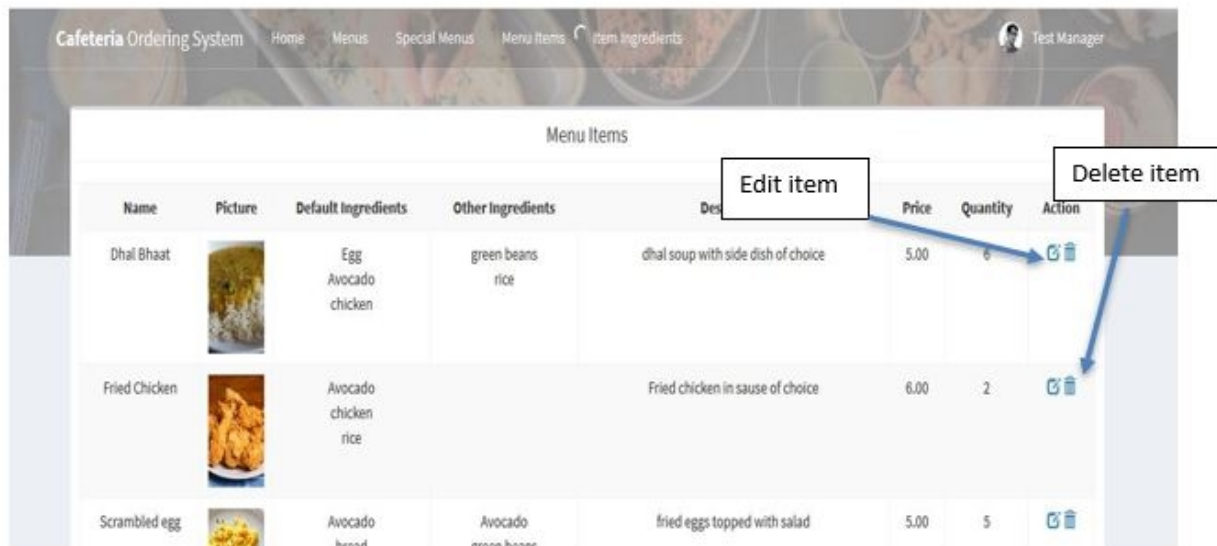 Cafeteria Ordering System Home Menus Special Menus Menu Items Item Ingredients Test Manager
Menu Items
Edit item
Delete item
Name Picture Default Ingredients Other Ingredients Des Price Quantity Action
Dhal Bhaat Egg green beans dhal soup with side dish of choice 5.00 6
Avocado rice
chicken
Fried Chicken Avocado Fried chicken in sause of choice 6.00 2
chicken
rice
Scrambled egg Avocado Avocado fried eggs topped with salad 5.00 5
bread green beans